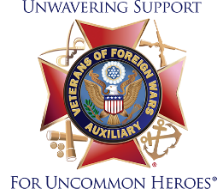 UNWAVERING SUPPORT
VETERANS OF FOREIGN WARS
AUXILIARY
®
FOR UNCOMMON HEROES®